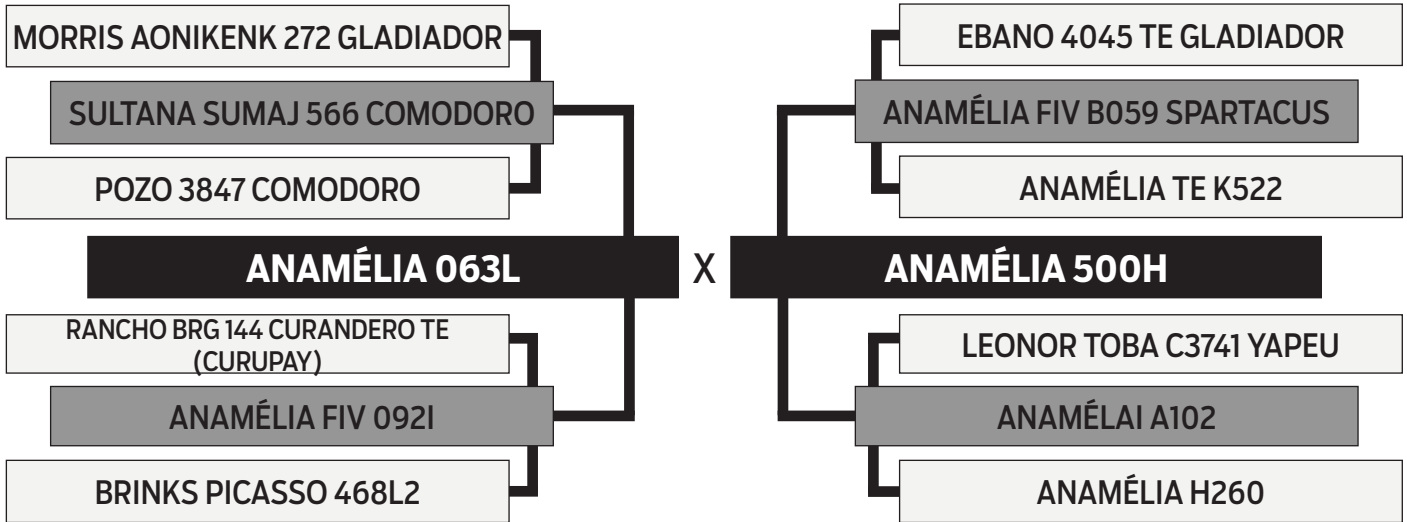 MORRIS AONIKENK 272 GLADIADOR
SULTANA SUMAJ 566 COMODORO
POZO 3847 COMODORO
ANAMÉLIA 063L
RANCHO BRG 144 CURANDERO TE
(CURUPAY)
ANAMÉLIA FIV 092I
BRINKS PICASSO 468L2
X
EBANO 4045 TE GLADIADOR
ANAMÉLIA FIV B059 SPARTACUS
ANAMÉLIA TE K522
ANAMÉLIA 500H
LEONOR TOBA C3741 YAPEU
ANAMÉLAI A102
ANAMÉLIA H260